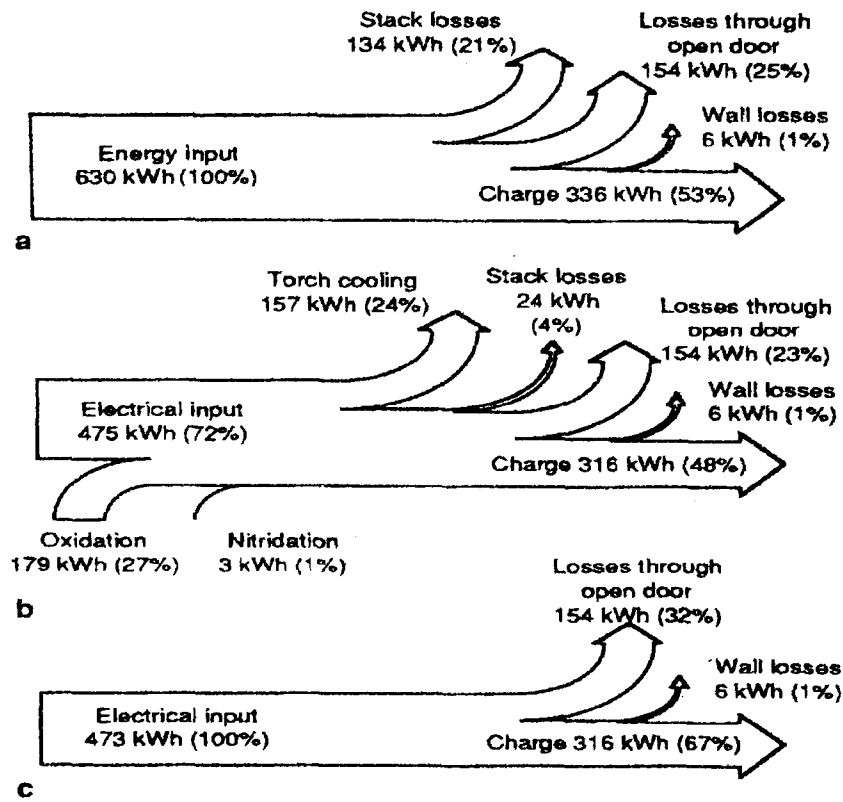 Stack losses
134 kWh (21%)
Losses through
open door
154 kWh (25%)
Wall losses
6 kWh (1%)
Energy input
630 kWh (100%)
Charge 336 kWh (53%)
a
Torch cooling
157 kWh (24%)
Stack losses
24 kWh
(4%)
Losses through
open door
154 kWh (23%)
Wall losses
6 kWh (1%)
Electrical input
475 kWh (72%)
Charge 316 kWh (48%)
Oxidation
179 kWh (27%)
Nitridation
3 kWh (1%)
b
Losses through
open door
154 kWh (32%)
Wall losses
6 kWh (1%)
Electrical input
473 kWh (100%)
Charge 316 kWh (67%)
c